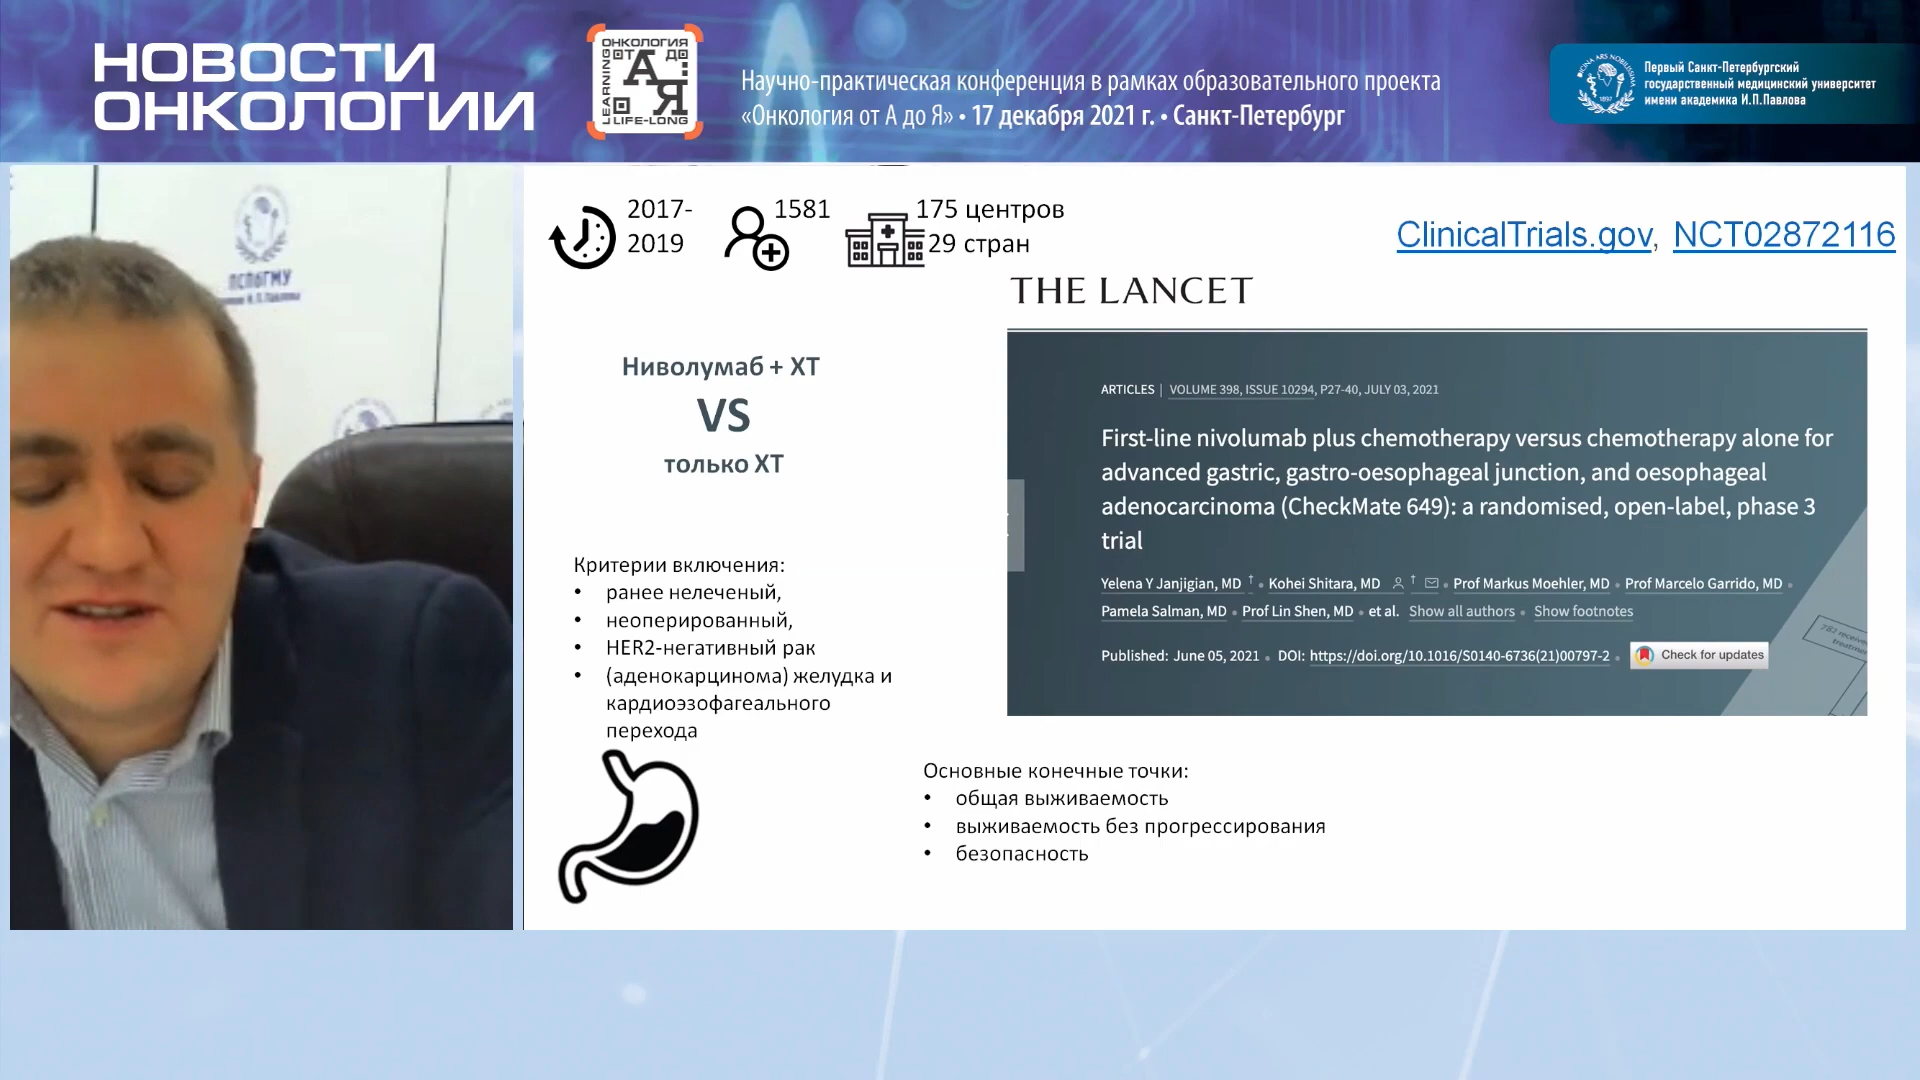 НОВОСТИ
ОНКОЛОГИИ
ОНКОЛОГИЯ
ОТ А ДО Я
LEARNING
LIFE-LONG
Научно-практическая конференция в рамках образовательного проекта
«Онкология от А до Я» • 17 декабря 2021 г. • Санкт-Петербург
BONA ARS NOBILISSIMA
1897
Первый Санкт-Петербургский
государственный медицинский университет
имени академика И.П.Павлова
ПСПбГМУ
имени И.П.Павлова
2017-
2019
1581
175 центров
29 стран
ClinicalTrials.gov, NCT02872116
THE LANCET
Ниволумаб + ХТ
VS
только ХТ
ARTICLES | VOLUME 398, ISSUE 10294, P27-40, JULY 03, 2021
First-line nivolumab plus chemotherapy versus chemotherapy alone for
advanced gastric, gastro-oesophageal junction, and oesophageal
adenocarcinoma (CheckMate 649): a randomised, open-label, phase 3
trial
Yelena Y Janjigian, MD † • Kohei Shitara, MD † • Prof Markus Moehler, MD • Prof Marcelo Garrido, MD •
Pamela Salman, MD • Prof Lin Shen, MD • et al. Show all authors • Show footnotes
Published: June 05, 2021 • DOI: https://doi.org/10.1016/S0140-6736(21)00797-2 • Check for updates
Критерии включения:
• ранее нелеченый,
• неоперированный,
• HER2-негативный рак
• (аденокарцинома) желудка и
кардиоэзофагеального
перехода
Основные конечные точки:
• общая выживаемость
• выживаемость без прогрессирования
• безопасность